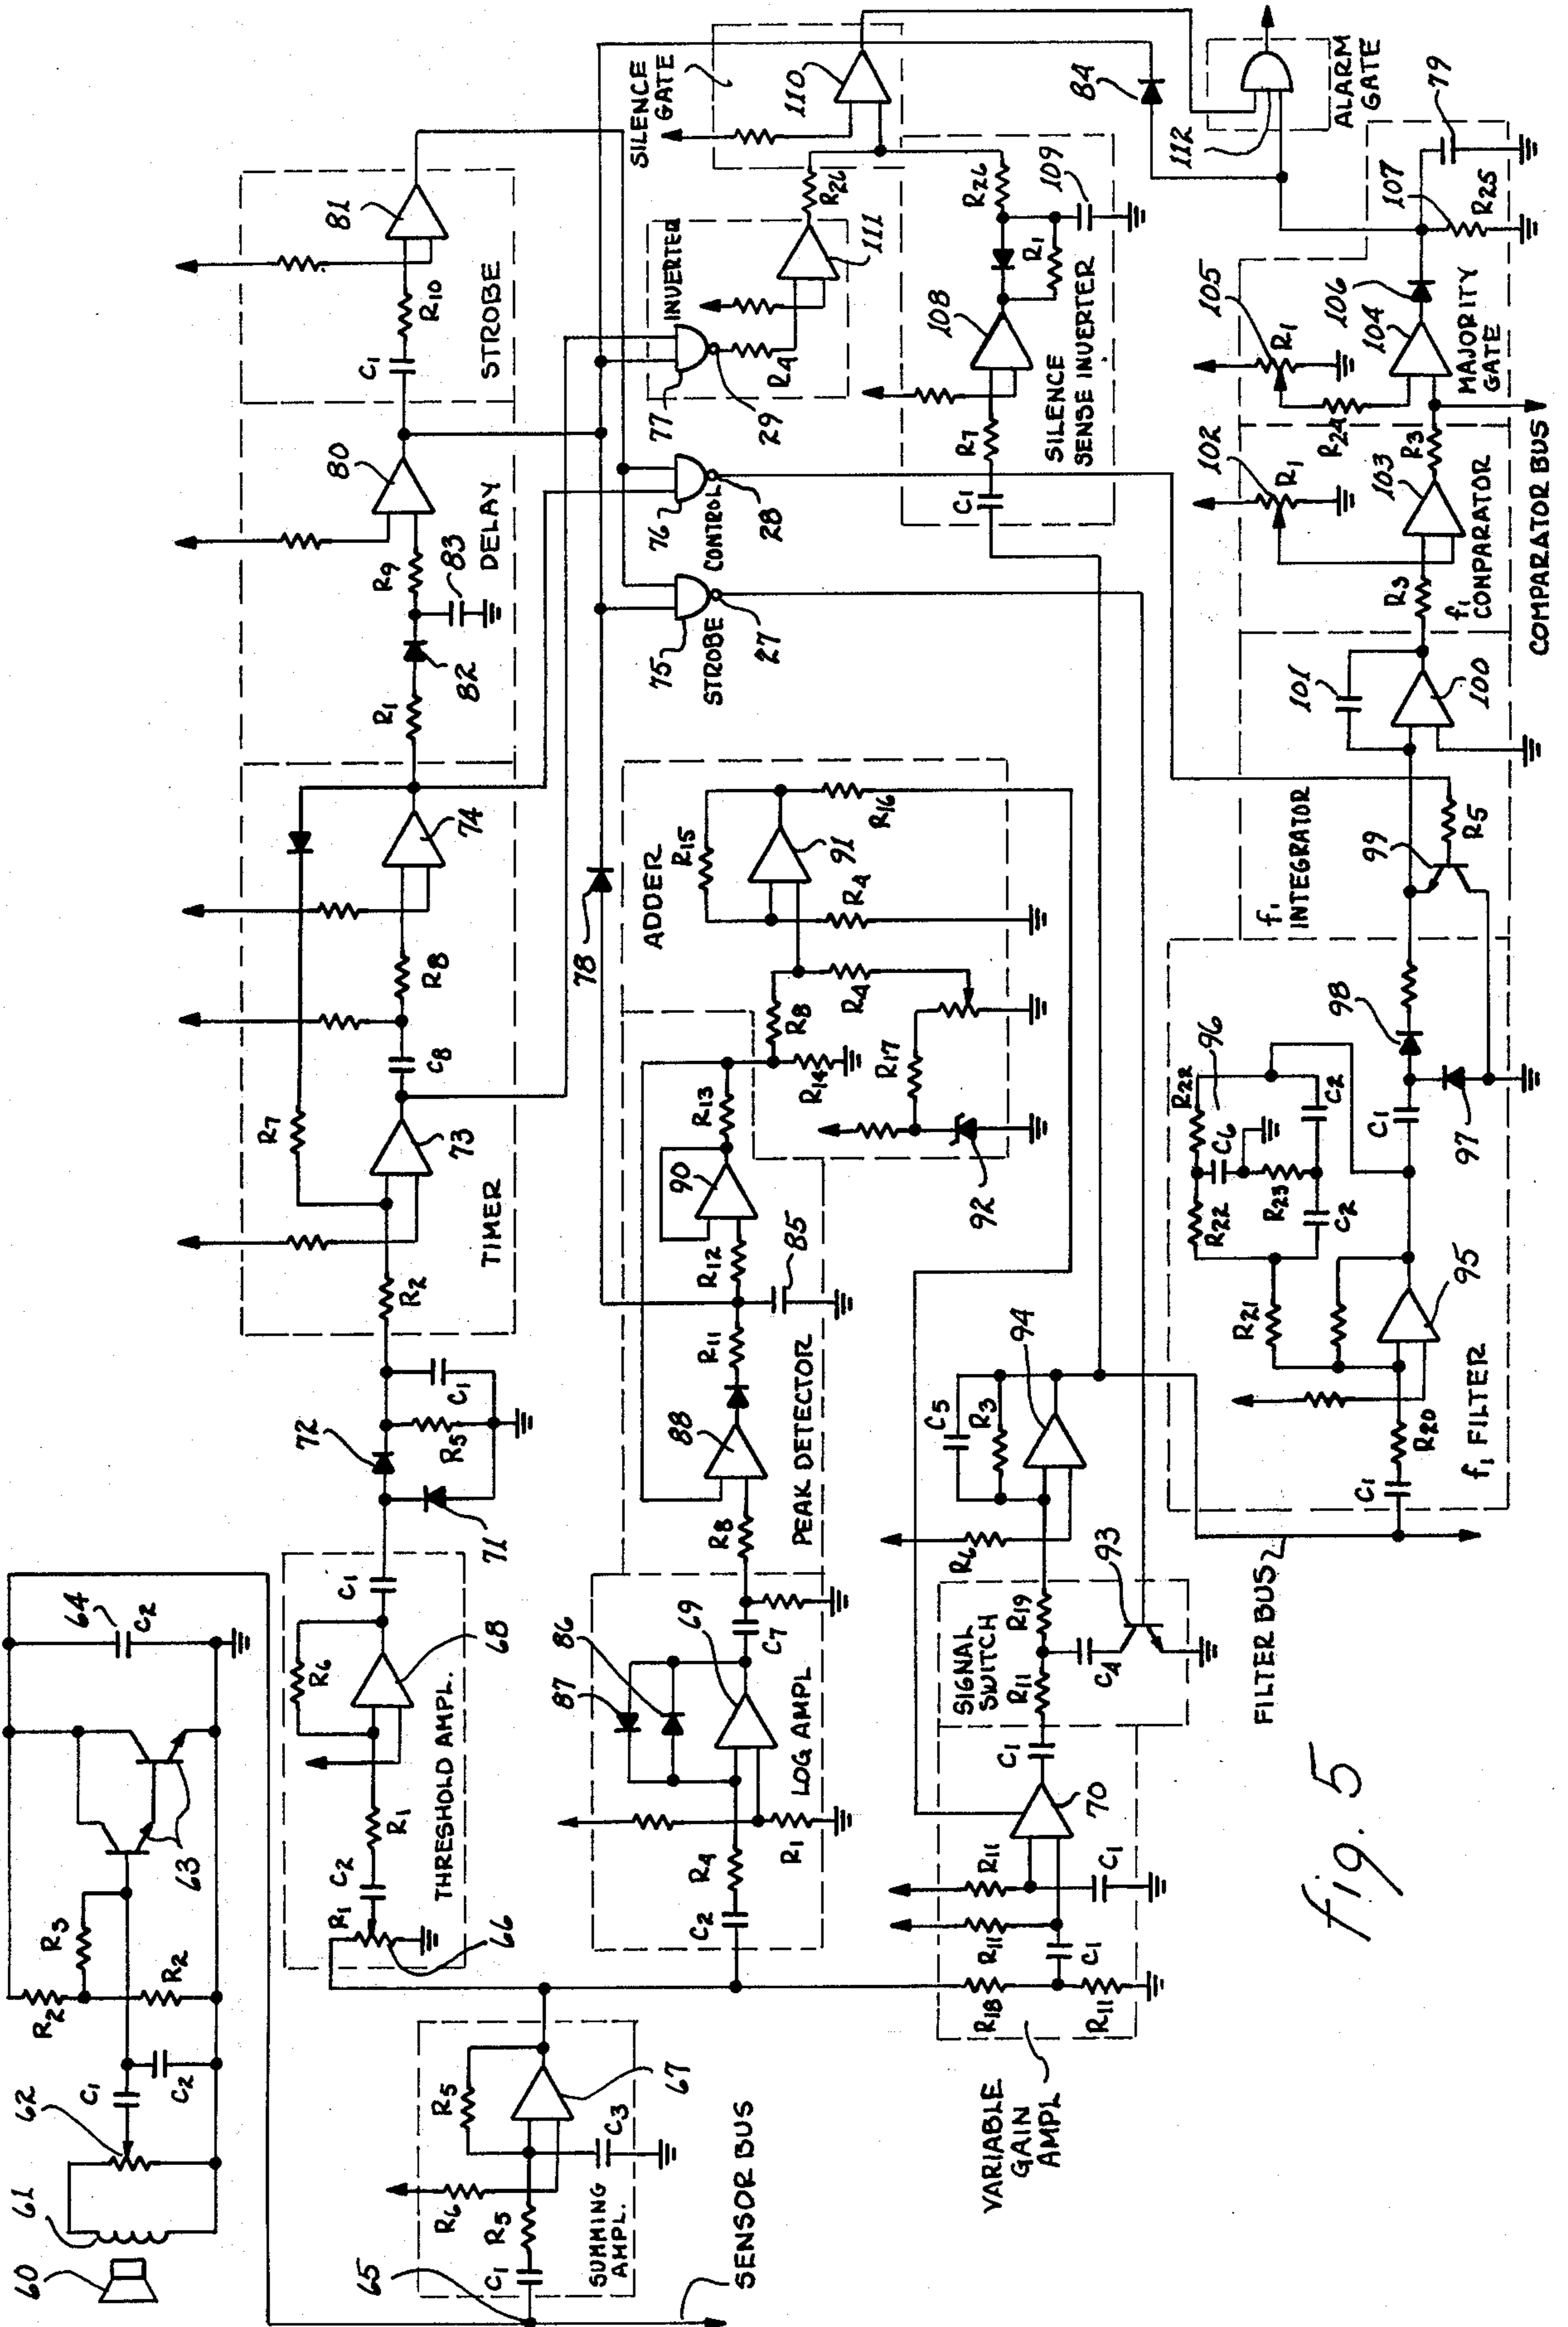 60
61
62
C1
C2
R2
R3
R2
63
64
C2
65
SENSOR BUS
C1
R5
R6
R5
C3
67
SUMMING
AMPL.
66
R1
C2
R1
R6
68
C1
THRESHOLD AMPL.
71
72
R5
C1
R2
R7
73
C8
R8
74
TIMER
R1
82
83
R9
80
DELAY
C1
R10
81
STROBE
C2
R4
R1
87
86
69
C7
LOG AMPL
R8
88
R11
85
R12
90
R13
PEAK DETECTOR
78
ADDER
R14
R8
R4
R17
92
R15
R4
91
R16
75
STROBE
27
76
CONTROL
28
77
29
INVERTER
R4
111
R26
SILENCE
GATE
110
84
112
ALARM
GATE
VARIABLE
GAIN
AMPL
R18
R11
C1
R11
R11
C1
70
C1
SIGNAL
SWITCH
R11
R19
C4
93
R6
C5
R3
94
C1
R7
108
R1
109
R26
SILENCE
SENSE INVERTER
FILTER BUS
C1
R20
R21
95
R22
C6
R22
96
R23
C2
C2
C1
97
98
f1 FILTER
99
R5
f1
INTEGRATOR
100
101
R3
102
R1
103
f1
COMPARATOR
R3
R24
105
R1
104
106
MAJORITY
GATE
107
R25
79
COMPARATOR BUS
fig. 5